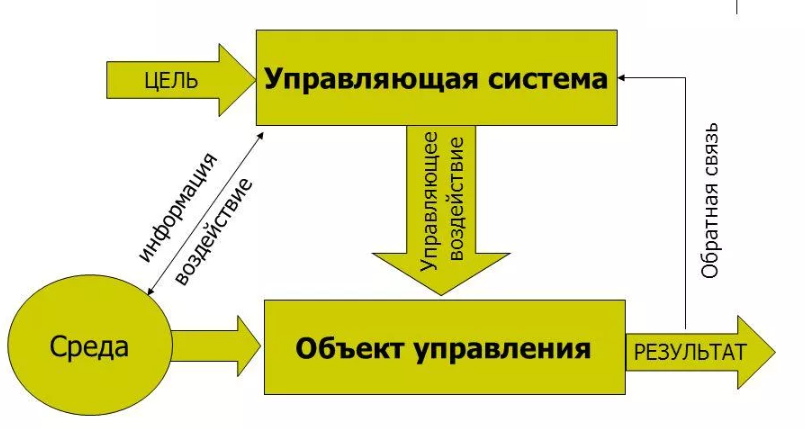 ЦЕЛЬ
Управляющая система
информация
воздействие
Управляющее
воздействие
Обратная связь
Среда
Объект управления
РЕЗУЛЬТАТ